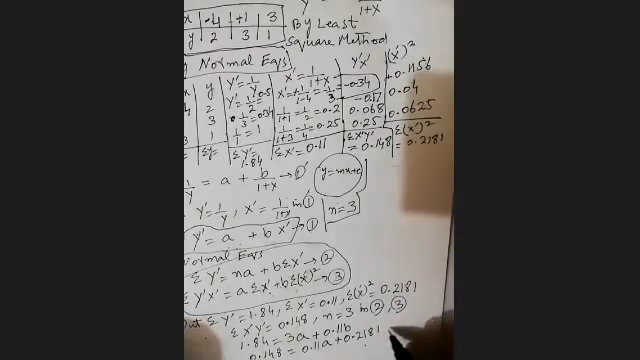 x | -4 | +1 | 3
y | 2 | 3 | 1
1+x
By Least
Square Method
Normal Eqs
y | Y' = 1/y | X' = 1/(1+x) | Y'X' | (X')²
2 | Y' = 1/2 = 0.5 | X' = 1/(1-4) = -1/3 = -0.34 | -0.17 | +0.1156
3 | 1/3 = 0.34 | 1/(1+1) = 1/2 = 0.2 | 0.068 | 0.04
1 | 1/1 = 1 | 1/(1+3) = 1/4 = 0.25 | 0.25 | 0.0625
Σy= | ΣY' = 1.84 | ΣX' = 0.11 | ΣX'Y' = 0.148 | Σ(X')² = 0.2181
1/y = a + b/(1+x) → ①'
y = mx+c
Y' = 1/y, X' = 1/(1+x) in ①
n = 3
Y' = a + bX' → ①
Normal Eqs
ΣY' = na + bΣX' → ②
ΣY'X' = aΣX' + bΣ(X')² → ③
Put ΣY' = 1.84, ΣX' = 0.11, Σ(X')² = 0.2181
ΣX'Y' = 0.148, n = 3 in ②, ③
1.84 = 3a + 0.11b
0.148 = 0.11a + 0.2181